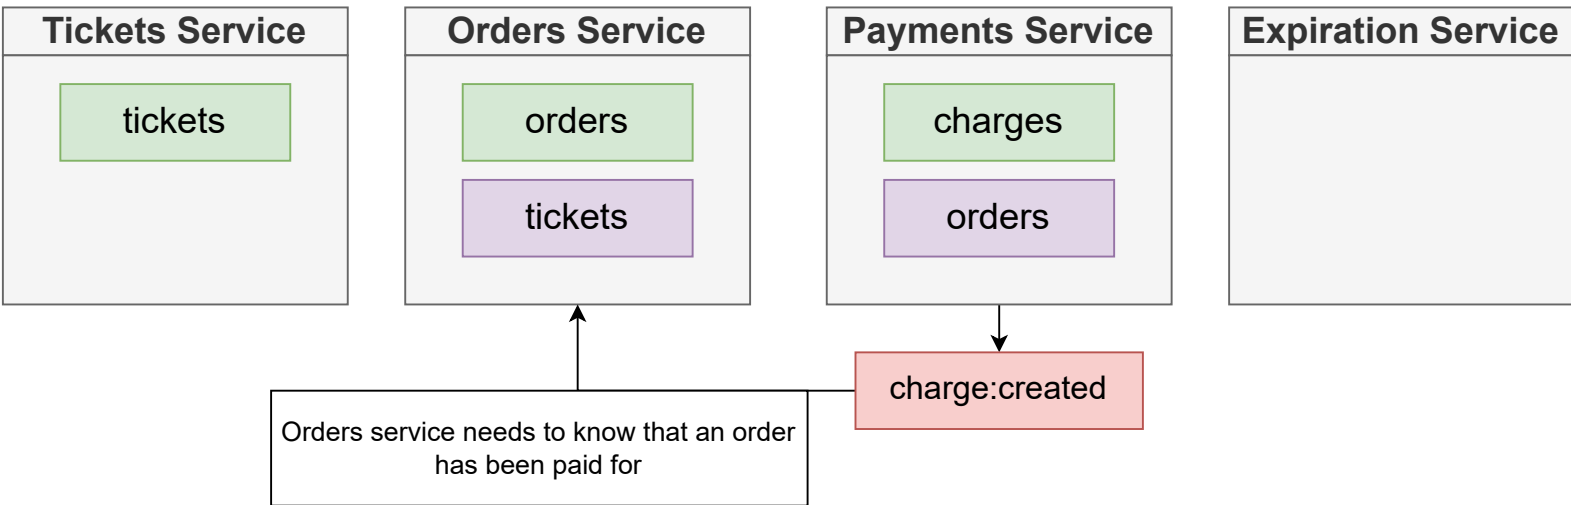 Tickets Service
Orders Service
Payments Service
Expiration Service
tickets
orders
charges
tickets
orders
charge:created
Orders service needs to know that an order
has been paid for